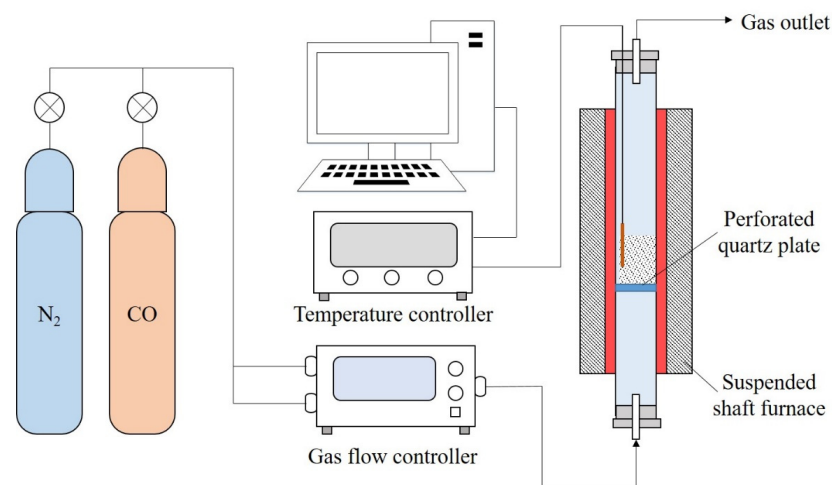 Gas outlet
Perforated
quartz plate
N₂
CO
Temperature controller
Suspended
shaft furnace
Gas flow controller